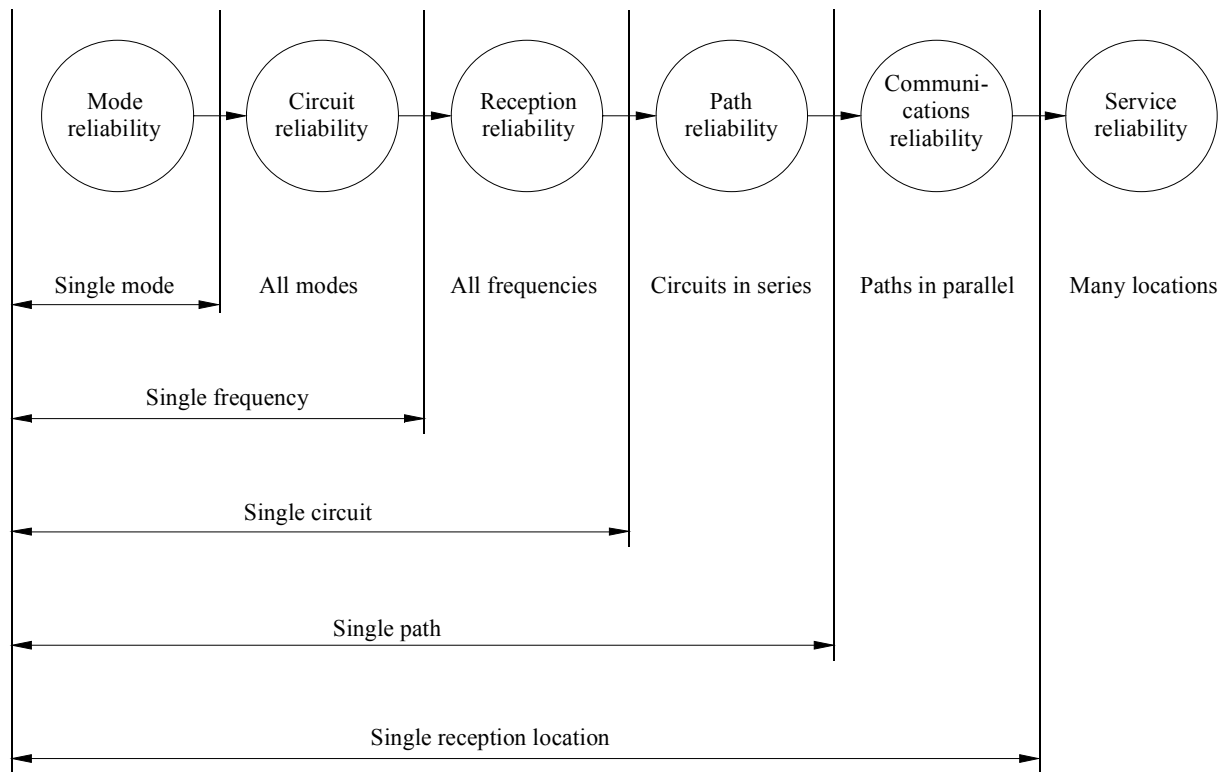 Mode
reliability
Circuit
reliability
Reception
reliability
Path
reliability
Communi-
cations
reliability
Service
reliability
Single mode
All modes
All frequencies
Circuits in series
Paths in parallel
Many locations
Single frequency
Single circuit
Single path
Single reception location